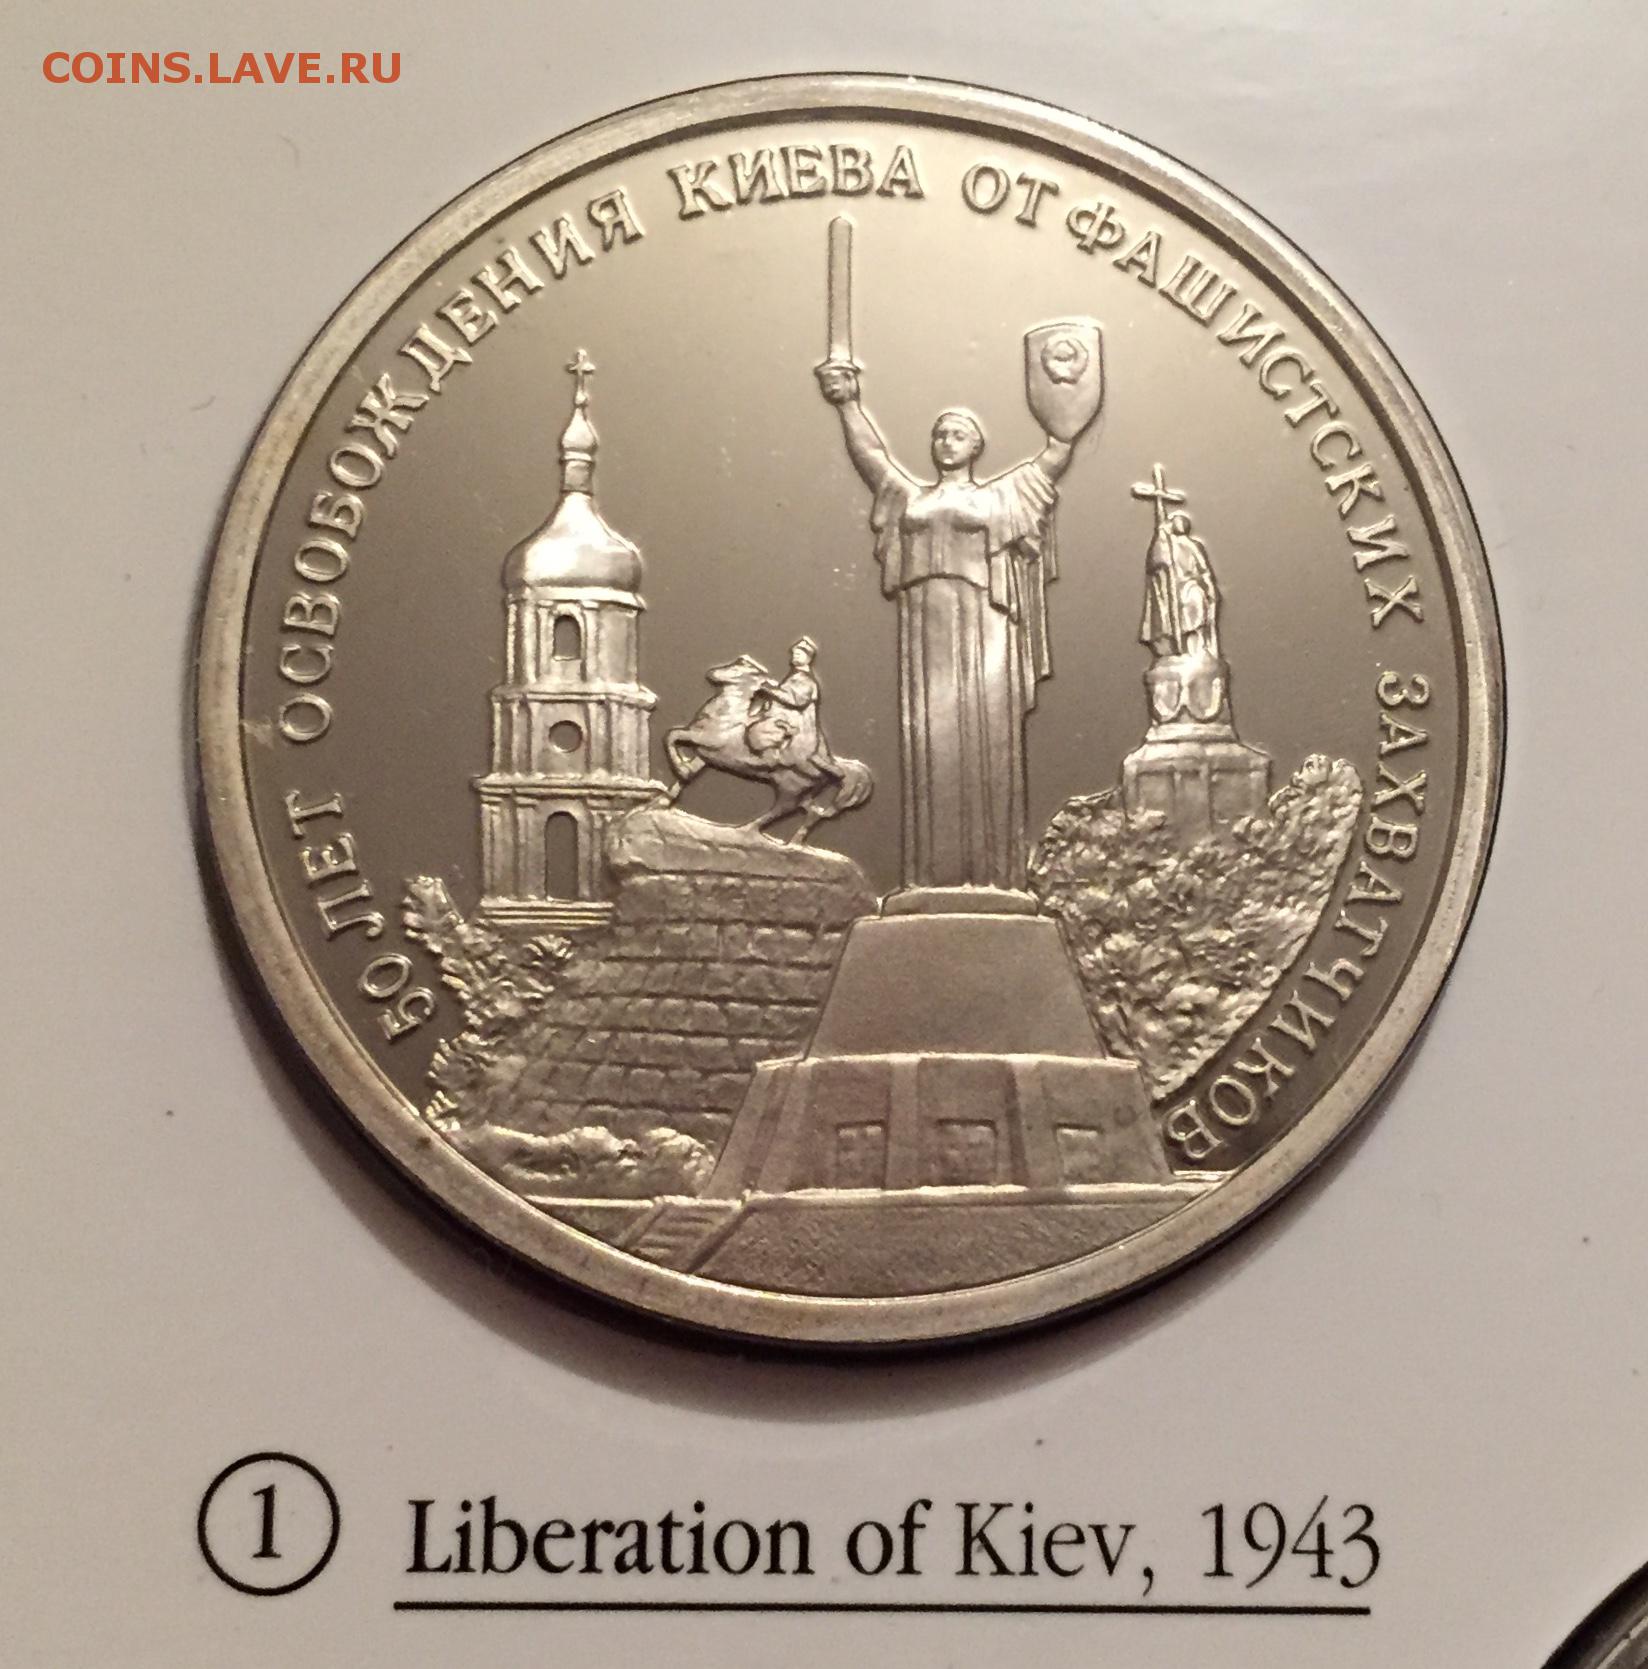 COINS.LAVE.RU
50 ЛЕТ ОСВОБОЖДЕНИЯ КИЕВА ОТ ФАШИСТСКИХ ЗАХВАТЧИКОВ
1 Liberation of Kiev, 1943